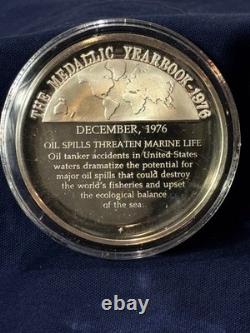 THE MEDALLIC YEARBOOK-1976
DECEMBER, 1976
OIL SPILLS THREATEN MARINE LIFE
Oil tanker accidents in United States
waters dramatize the potential for
major oil spills that could destroy
the world's fisheries and upset
the ecological balance
of the sea.
112bay.com